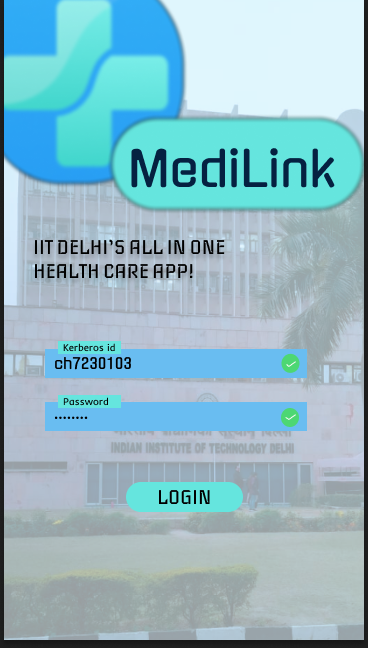 MediLink
IIT DELHI'S ALL IN ONE
HEALTH CARE APP!
Kerberos id
ch7230103
Password
••••••••
भारतीय प्रौद्योगिकी संस्थान दिल्ली
INDIAN INSTITUTE OF TECHNOLOGY DELHI
LOGIN